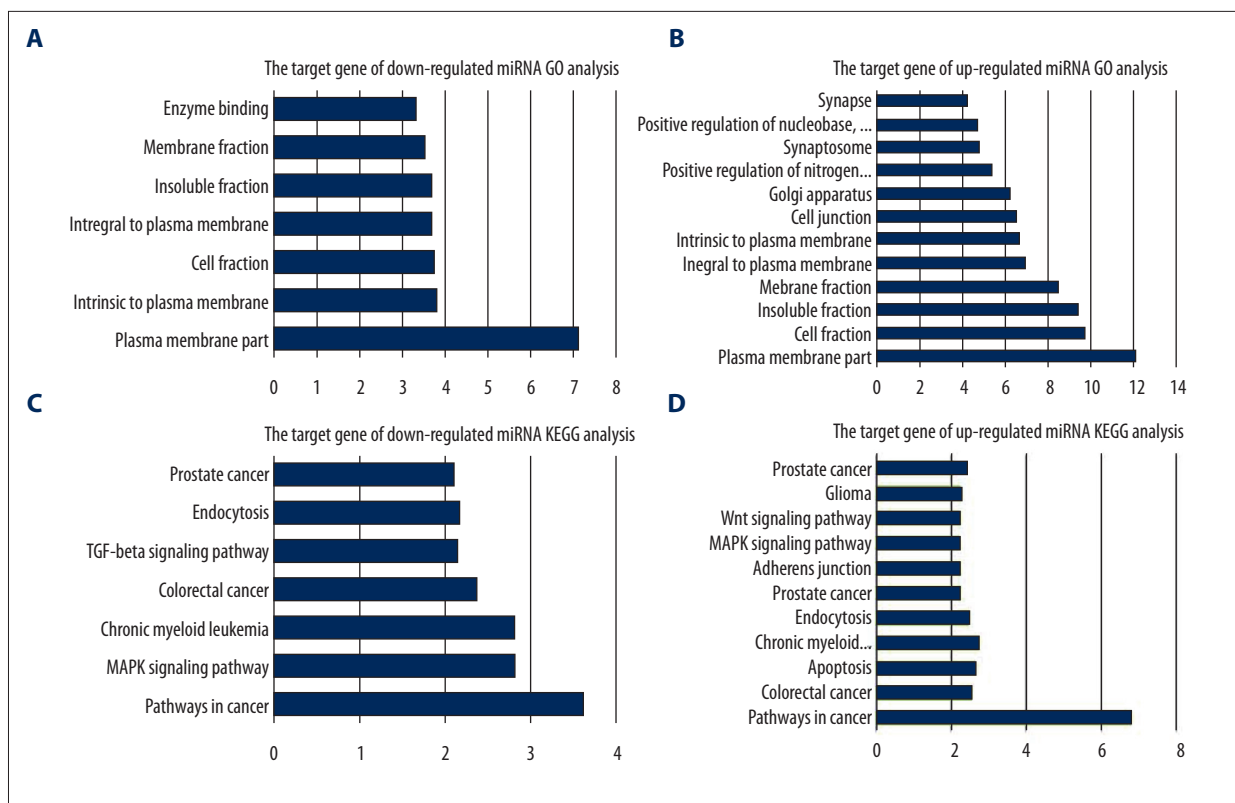 A
The target gene of down-regulated miRNA GO analysis
Enzyme binding
Membrane fraction
Insoluble fraction
Intregral to plasma membrane
Cell fraction
Intrinsic to plasma membrane
Plasma membrane part
0 1 2 3 4 5 6 7 8
B
The target gene of up-regulated miRNA GO analysis
Synapse
Positive regulation of nucleobase, ...
Synaptosome
Positive regulation of nitrogen...
Golgi apparatus
Cell junction
Intrinsic to plasma membrane
Inegral to plasma membrane
Mebrane fraction
Insoluble fraction
Cell fraction
Plasma membrane part
0 2 4 6 8 10 12 14
C
The target gene of down-regulated miRNA KEGG analysis
Prostate cancer
Endocytosis
TGF-beta signaling pathway
Colorectal cancer
Chronic myeloid leukemia
MAPK signaling pathway
Pathways in cancer
0 1 2 3 4
D
The target gene of up-regulated miRNA KEGG analysis
Prostate cancer
Glioma
Wnt signaling pathway
MAPK signaling pathway
Adherens junction
Prostate cancer
Endocytosis
Chronic myeloid...
Apoptosis
Colorectal cancer
Pathways in cancer
0 2 4 6 8